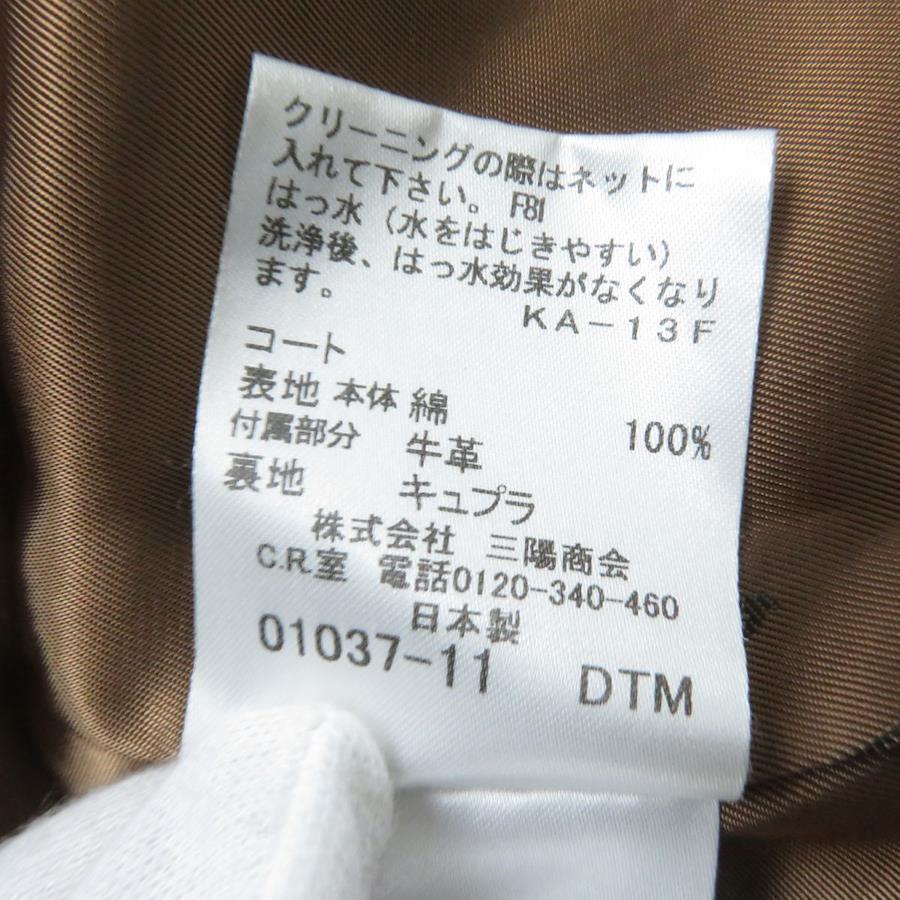 クリーニングの際はネットに
入れて下さい。 F81
はっ水（水をはじきやすい）
洗浄後、はっ水効果がなくなり
ます。
KA－13F
コート
表地 本体 綿 100%
付属部分 牛革
裏地 キュプラ
株式会社 三陽商会
C.R.室 電話0120-340-460
日本製
01037-11 DTM